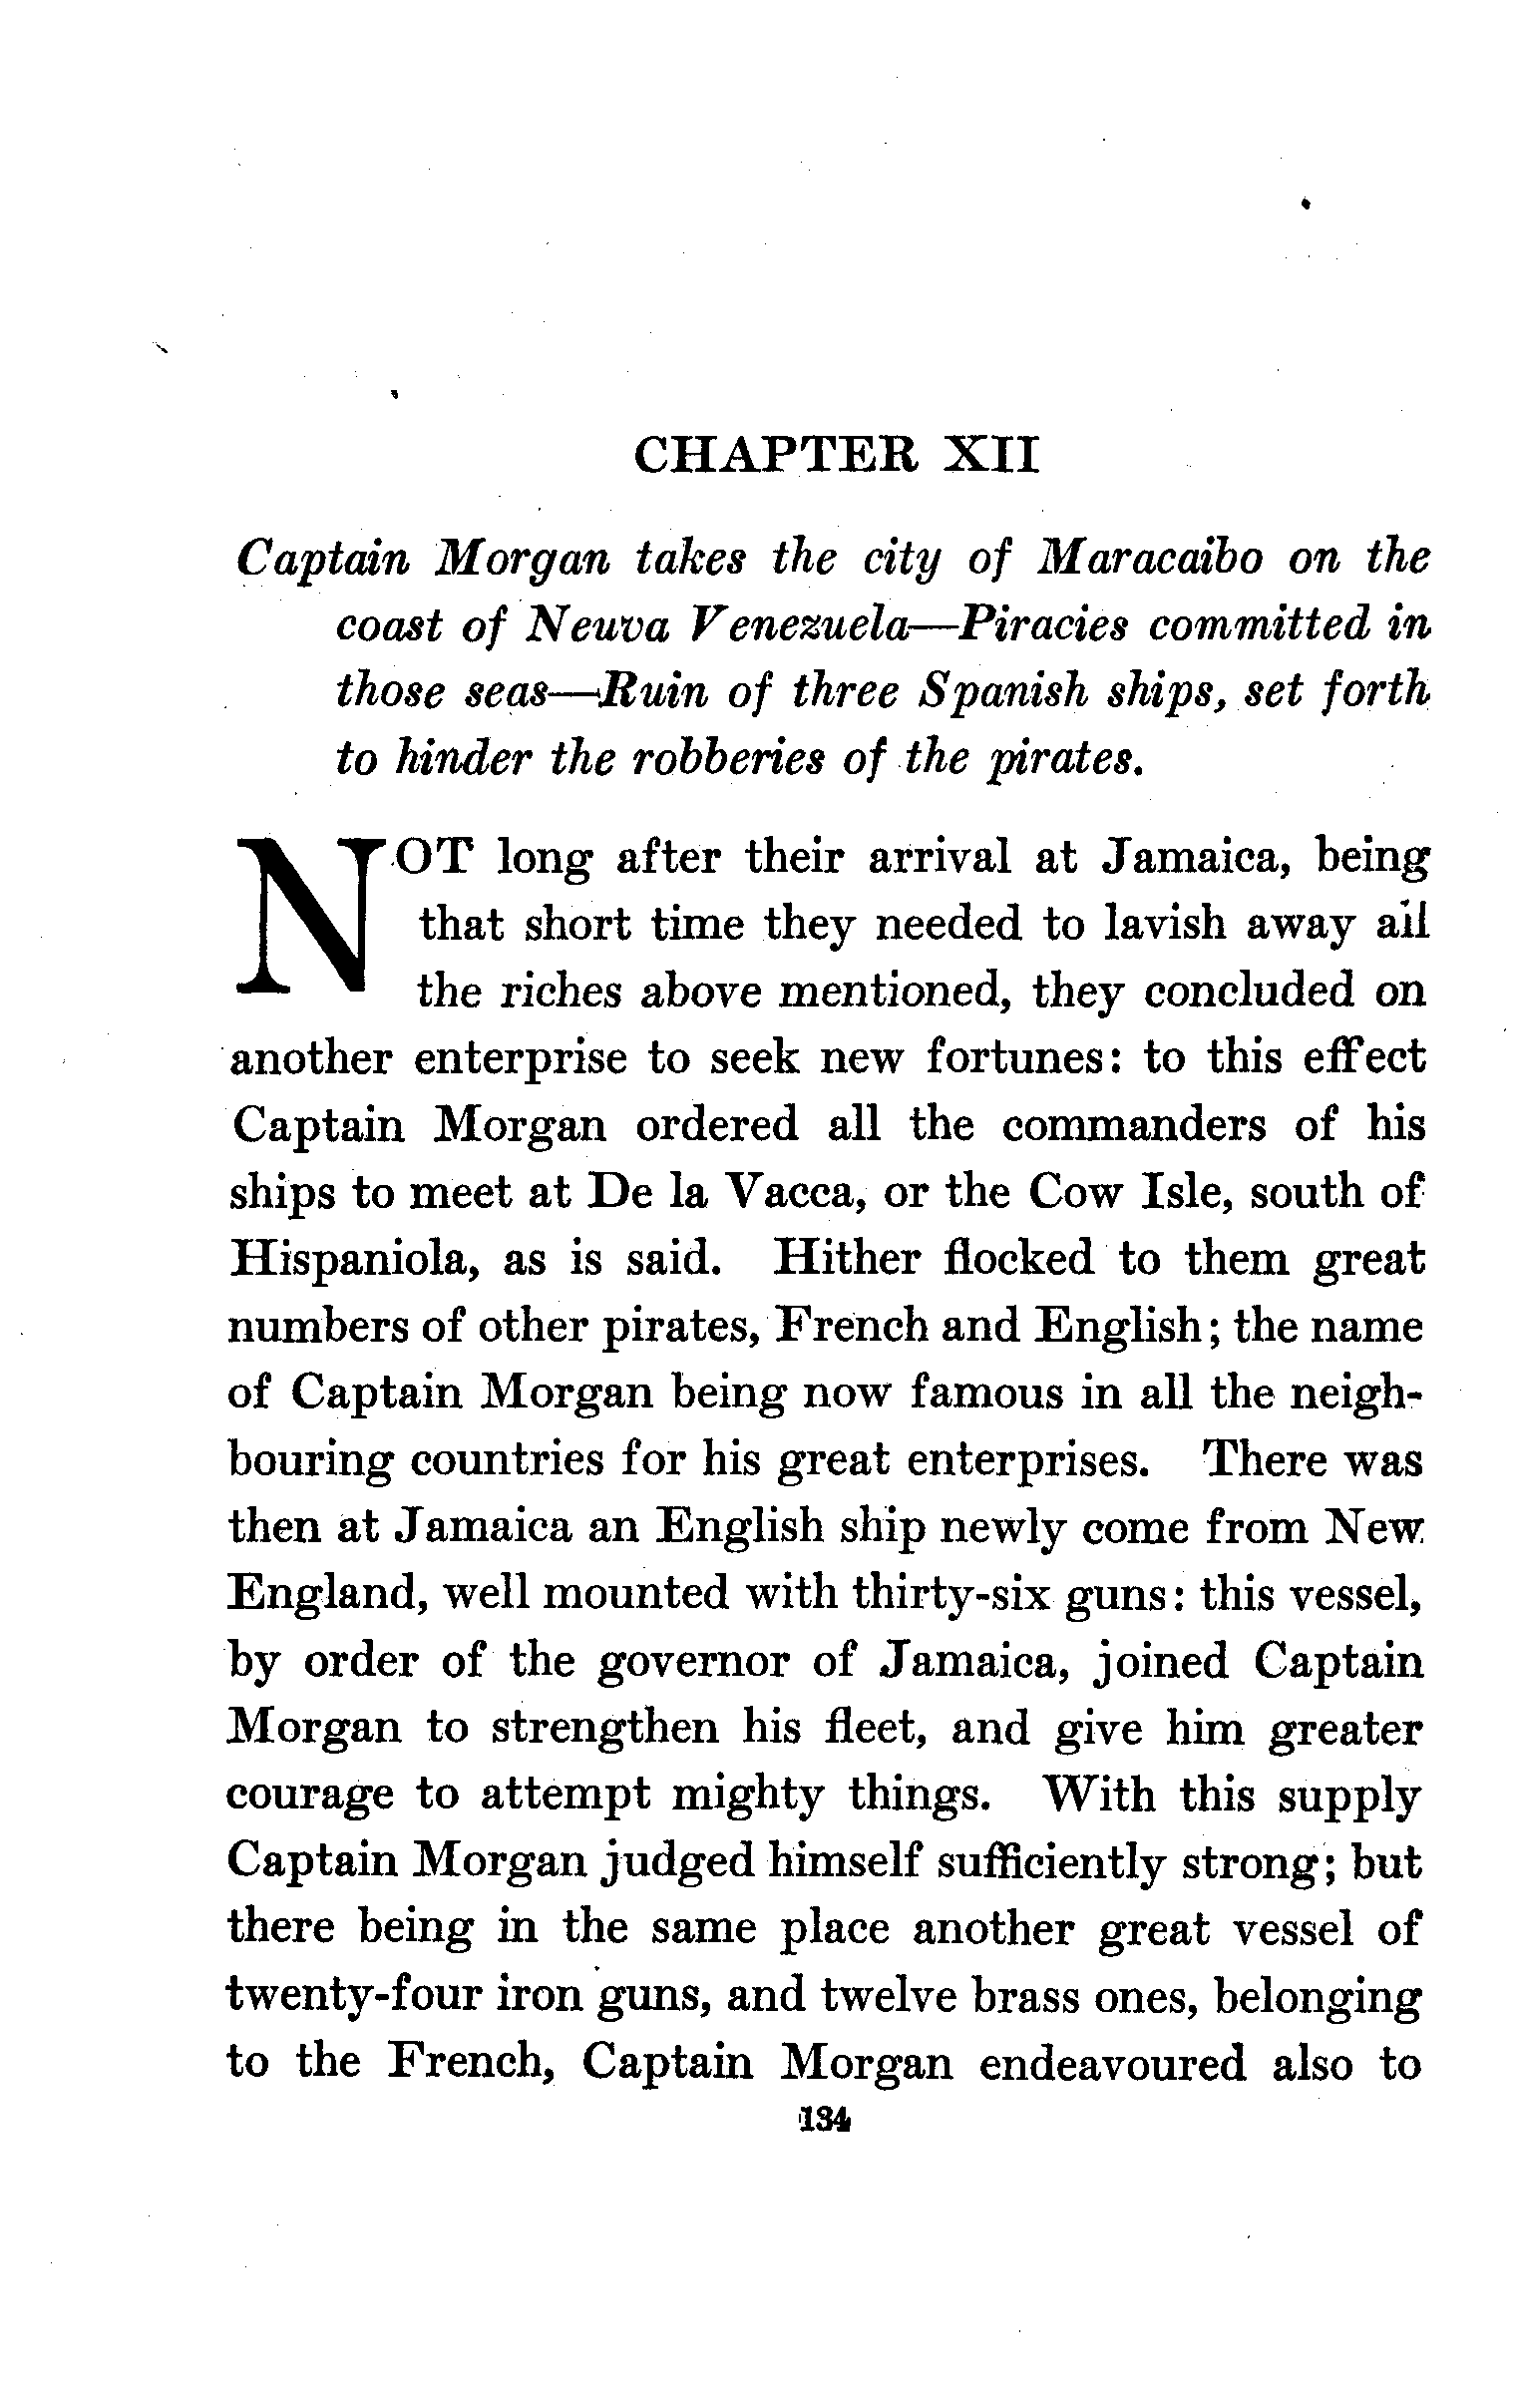 CHAPTER XII
Captain Morgan takes the city of Maracaibo on the
coast of Neuva Venezuela—Piracies committed in
those seas—Ruin of three Spanish ships, set forth
to hinder the robberies of the pirates.
NOT long after their arrival at Jamaica, being
that short time they needed to lavish away all
the riches above mentioned, they concluded on
another enterprise to seek new fortunes: to this effect
Captain Morgan ordered all the commanders of his
ships to meet at De la Vacca, or the Cow Isle, south of
Hispaniola, as is said. Hither flocked to them great
numbers of other pirates, French and English; the name
of Captain Morgan being now famous in all the neigh-
bouring countries for his great enterprises. There was
then at Jamaica an English ship newly come from New
England, well mounted with thirty-six guns: this vessel,
by order of the governor of Jamaica, joined Captain
Morgan to strengthen his fleet, and give him greater
courage to attempt mighty things. With this supply
Captain Morgan judged himself sufficiently strong; but
there being in the same place another great vessel of
twenty-four iron guns, and twelve brass ones, belonging
to the French, Captain Morgan endeavoured also to
134